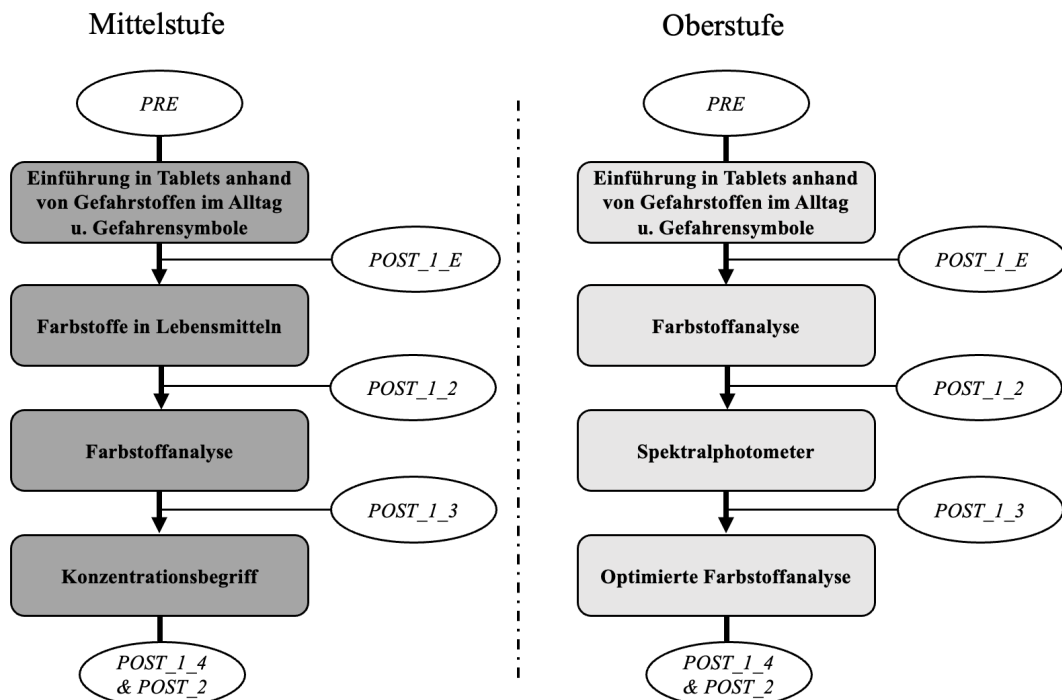 Mittelstufe
PRE
Einführung in Tablets anhand
von Gefahrstoffen im Alltag
u. Gefahrensymbole
POST_1_E
Farbstoffe in Lebensmitteln
POST_1_2
Farbstoffanalyse
POST_1_3
Konzentrationsbegriff
POST_1_4
& POST_2
Oberstufe
PRE
Einführung in Tablets anhand
von Gefahrstoffen im Alltag
u. Gefahrensymbole
POST_1_E
Farbstoffanalyse
POST_1_2
Spektralphotometer
POST_1_3
Optimierte Farbstoffanalyse
POST_1_4
& POST_2